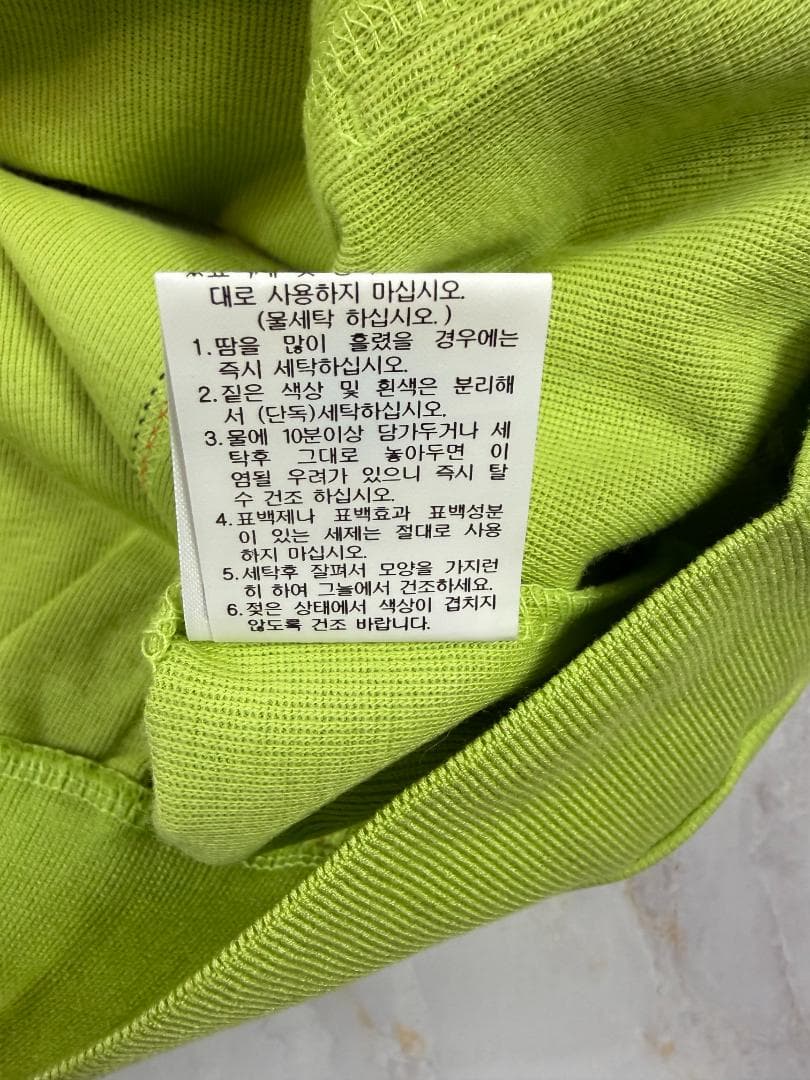 대로 사용하지 마십시오.
(물세탁 하십시오.)
1.땀을 많이 흘렸을 경우에는
즉시 세탁하십시오.
2.짙은 색상 및 흰색은 분리해
서 (단독)세탁하십시오.
3.물에 10분이상 담가두거나 세
탁후 그대로 놓아두면 이
염될 우려가 있으니 즉시 탈
수 건조 하십시오.
4.표백제나 표백효과 표백성분
이 있는 세제는 절대로 사용
하지 마십시오.
5.세탁후 잘펴서 모양을 가지런
히 하여 그늘에서 건조하세요.
6.젖은 상태에서 색상이 겹치지
않도록 건조 바랍니다.